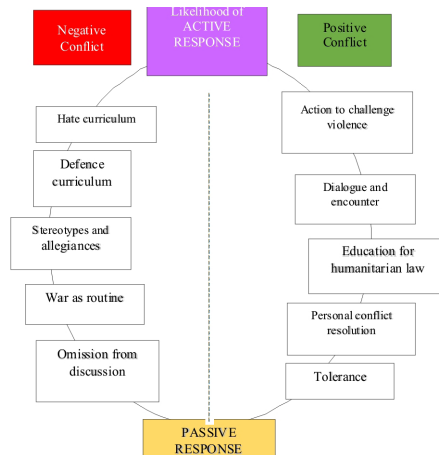 Negative
Conflict
Likelihood of
ACTIVE
RESPONSE
Positive
Conflict
Hate curriculum
Defence
curriculum
Stereotypes and
allegiances
War as routine
Omission from
discussion
Action to challenge
violence
Dialogue and
encounter
Education for
humanitarian law
Personal conflict
resolution
Tolerance
PASSIVE
RESPONSE